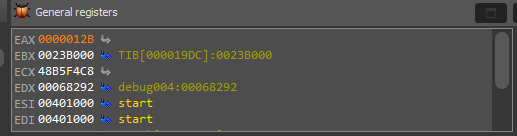 General registers
EAX 0000012B
EBX 0023B000 TIB[000019DC]:0023B000
ECX 48B5F4C8
EDX 00068292 debug004:00068292
ESI 00401000 start
EDI 00401000 start